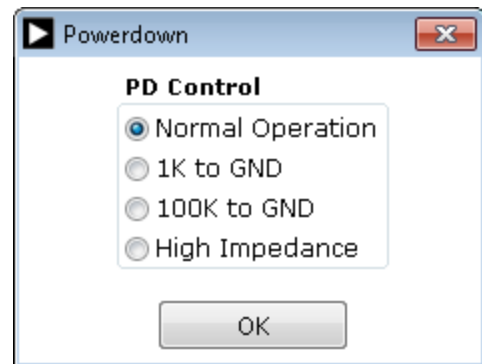 Powerdown
PD Control
Normal Operation
1K to GND
100K to GND
High Impedance
OK